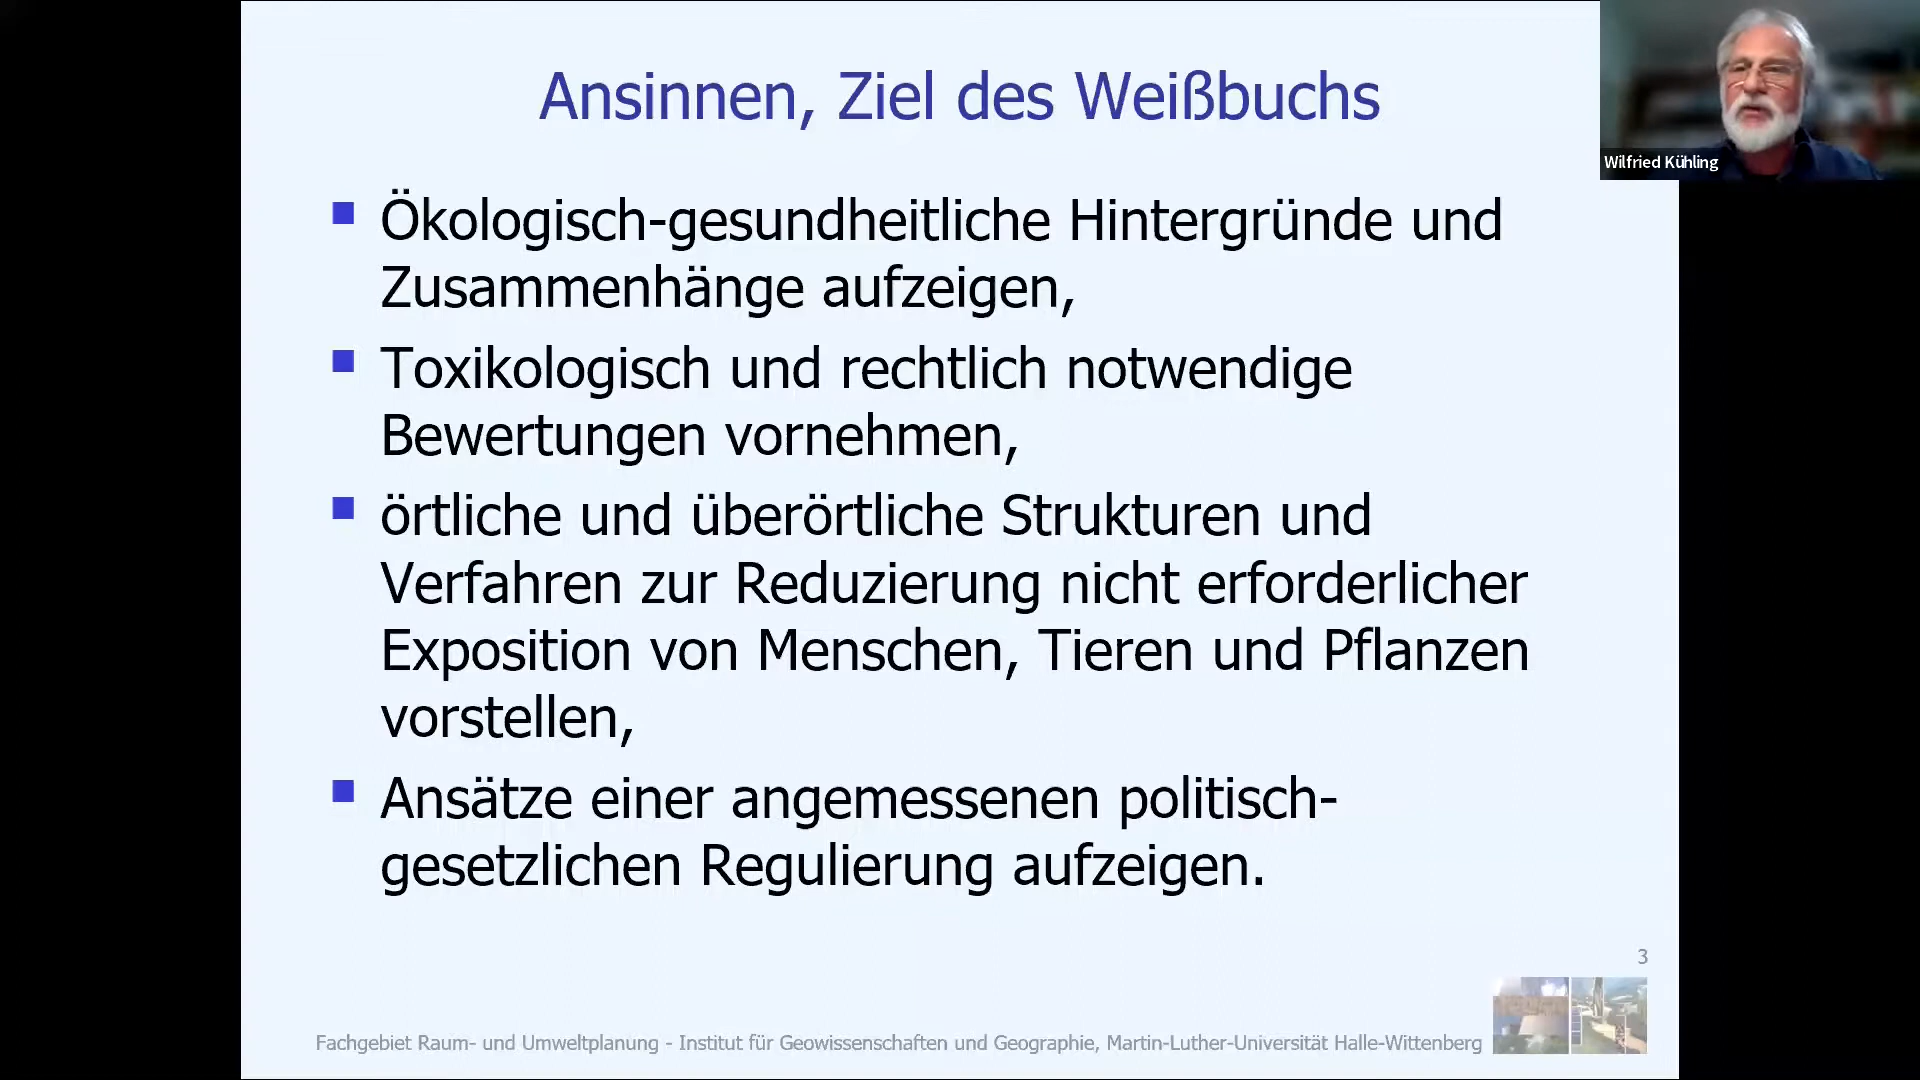 Ansinnen, Ziel des Weißbuchs
Wilfried Kühling
Ökologisch-gesundheitliche Hintergründe und
Zusammenhänge aufzeigen,
Toxikologisch und rechtlich notwendige
Bewertungen vornehmen,
örtliche und überörtliche Strukturen und
Verfahren zur Reduzierung nicht erforderlicher
Exposition von Menschen, Tieren und Pflanzen
vorstellen,
Ansätze einer angemessenen politisch-
gesetzlichen Regulierung aufzeigen.
3
Fachgebiet Raum- und Umweltplanung - Institut für Geowissenschaften und Geographie, Martin-Luther-Universität Halle-Wittenberg